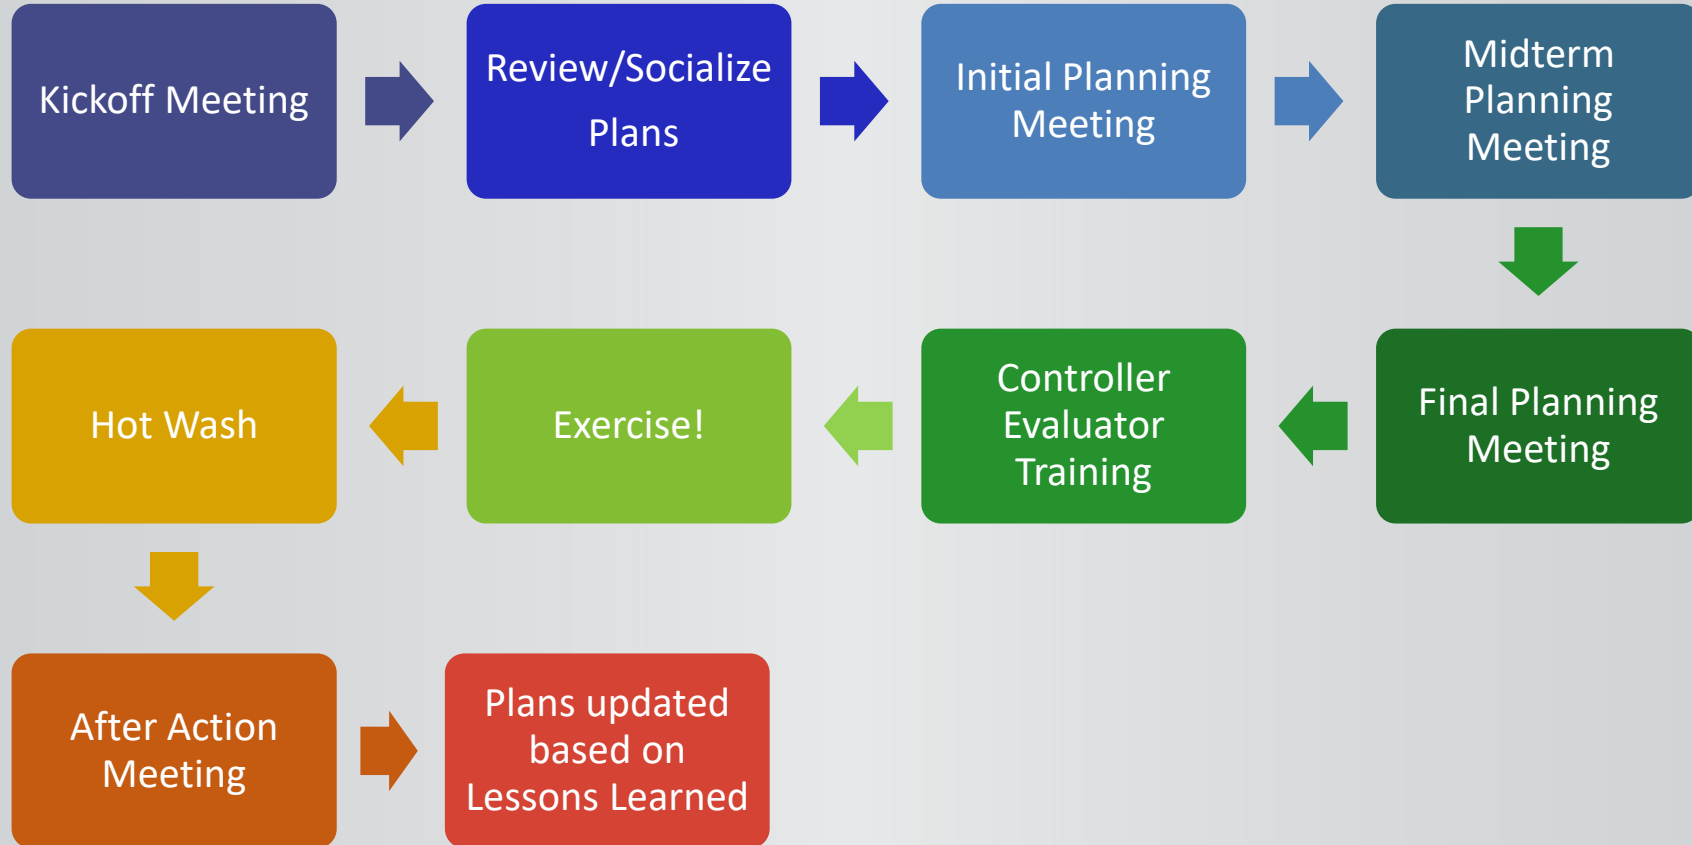 Kickoff Meeting
Review/Socialize
Plans
Initial Planning
Meeting
Midterm
Planning
Meeting
Final Planning
Meeting
Controller
Evaluator
Training
Exercise!
Hot Wash
After Action
Meeting
Plans updated
based on
Lessons Learned